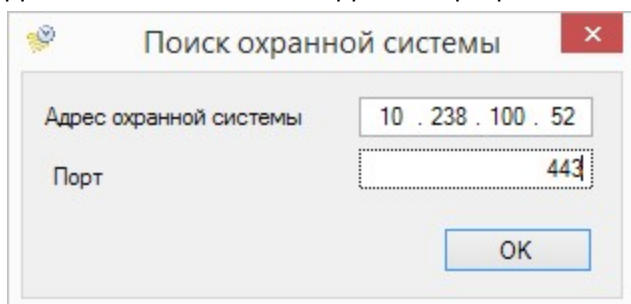 Поиск охранной системы
Адрес охранной системы 10 . 238 . 100 . 52
Порт 443
OK